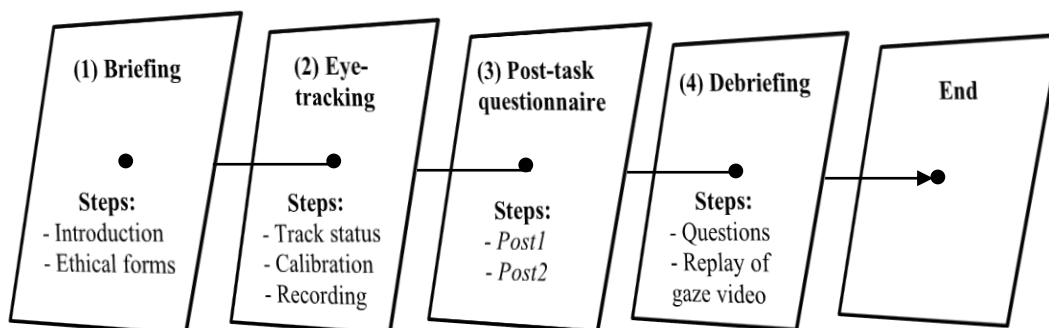 (1) Briefing
Steps:
- Introduction
- Ethical forms
(2) Eye-
tracking
Steps:
- Track status
- Calibration
- Recording
(3) Post-task
questionnaire
Steps:
- Post1
- Post2
(4) Debriefing
Steps:
- Questions
- Replay of
gaze video
End